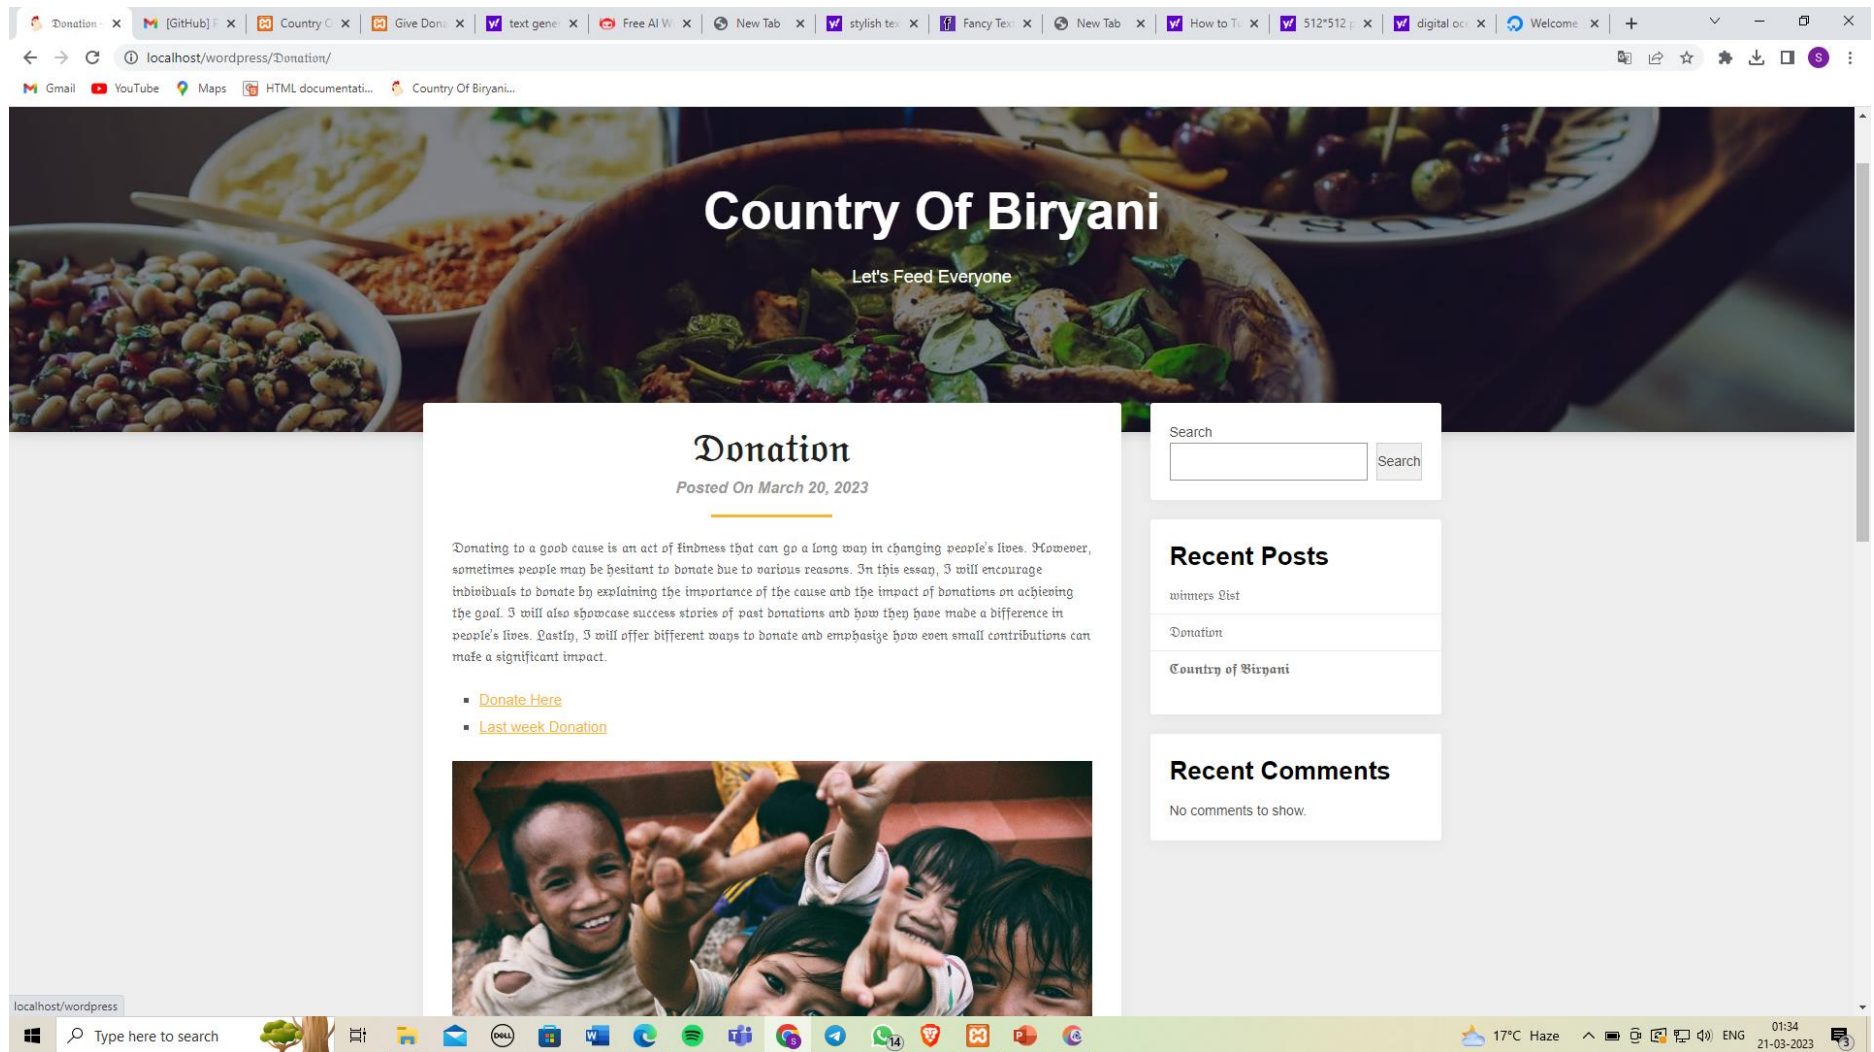 Donation -
[GitHub] P
Country O
Give Dona
text gene
Free AI W
New Tab
stylish tex
Fancy Tex
New Tab
How to Tu
512*512 p
digital oce
Welcome
localhost/wordpress/𝔇onation/
S
Gmail
YouTube
Maps
HTML documentati...
Country Of Biryani...
Country Of Biryani
Let's Feed Everyone
𝔇𝔬𝔫𝔞𝔱𝔦𝔬𝔫
Posted On March 20, 2023
Donating to a good cause is an act of kindness that can go a long way in changing people's lives. However,
sometimes people may be hesitant to donate due to various reasons. In this essay, I will encourage
individuals to donate by explaining the importance of the cause and the impact of donations on achieving
the goal. I will also showcase success stories of past donations and how they have made a difference in
people's lives. Lastly, I will offer different ways to donate and emphasize how even small contributions can
make a significant impact.
Donate Here
Last week Donation
Search
Search
Recent Posts
winners List
Donation
Country of Biryani
Recent Comments
No comments to show.
localhost/wordpress
Type here to search
DELL
14
17°C Haze
ENG
01:34
21-03-2023
3